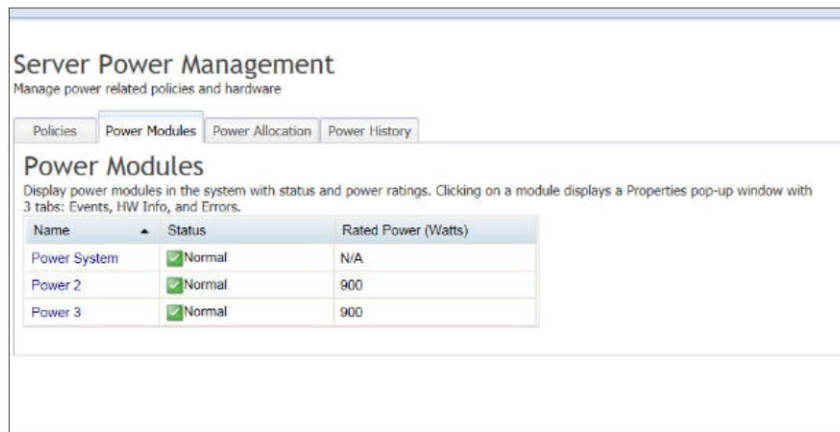 Server Power Management
Manage power related policies and hardware
Policies Power Modules Power Allocation Power History
Power Modules
Display power modules in the system with status and power ratings. Clicking on a module displays a Properties pop-up window with
3 tabs: Events, HW Info, and Errors.
Name Status Rated Power (Watts)
Power System Normal N/A
Power 2 Normal 900
Power 3 Normal 900